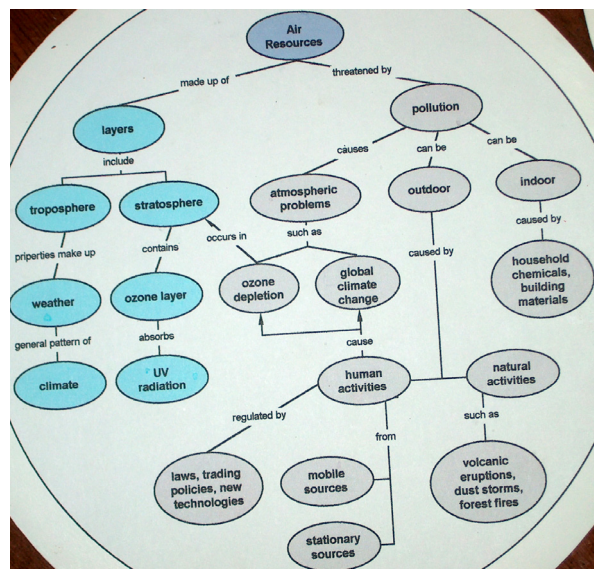 Air
Resources
made up of
threatened by
pollution
layers
include
causes
can be
can be
troposphere
stratosphere
atmospheric
problems
outdoor
indoor
priperties make up
contains
occurs in
such as
caused by
caused by
weather
ozone layer
ozone
depletion
global
climate
change
household
chemicals,
building
materials
general pattern of
absorbs
cause
climate
UV
radiation
human
activities
natural
activities
regulated by
from
such as
laws, trading
policies, new
technologies
mobile
sources
volcanic
eruptions,
dust storms,
forest fires
stationary
sources